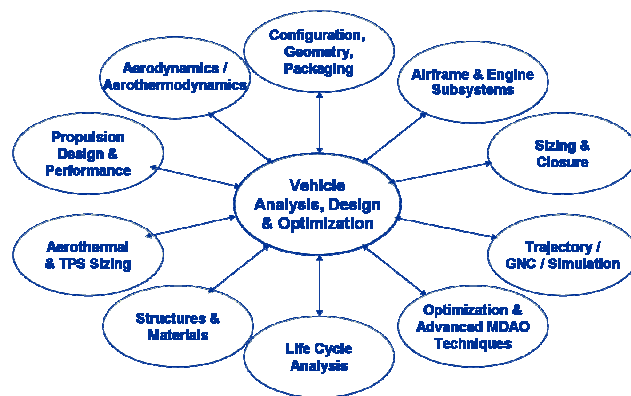 Configuration,
Geometry,
Packaging
Aerodynamics /
Aerothermodynamics
Airframe & Engine
Subsystems
Propulsion
Design &
Performance
Sizing &
Closure
Vehicle
Analysis, Design
& Optimization
Aerothermal
& TPS Sizing
Trajectory /
GNC / Simulation
Structures &
Materials
Optimization &
Advanced MDAO
Techniques
Life Cycle
Analysis